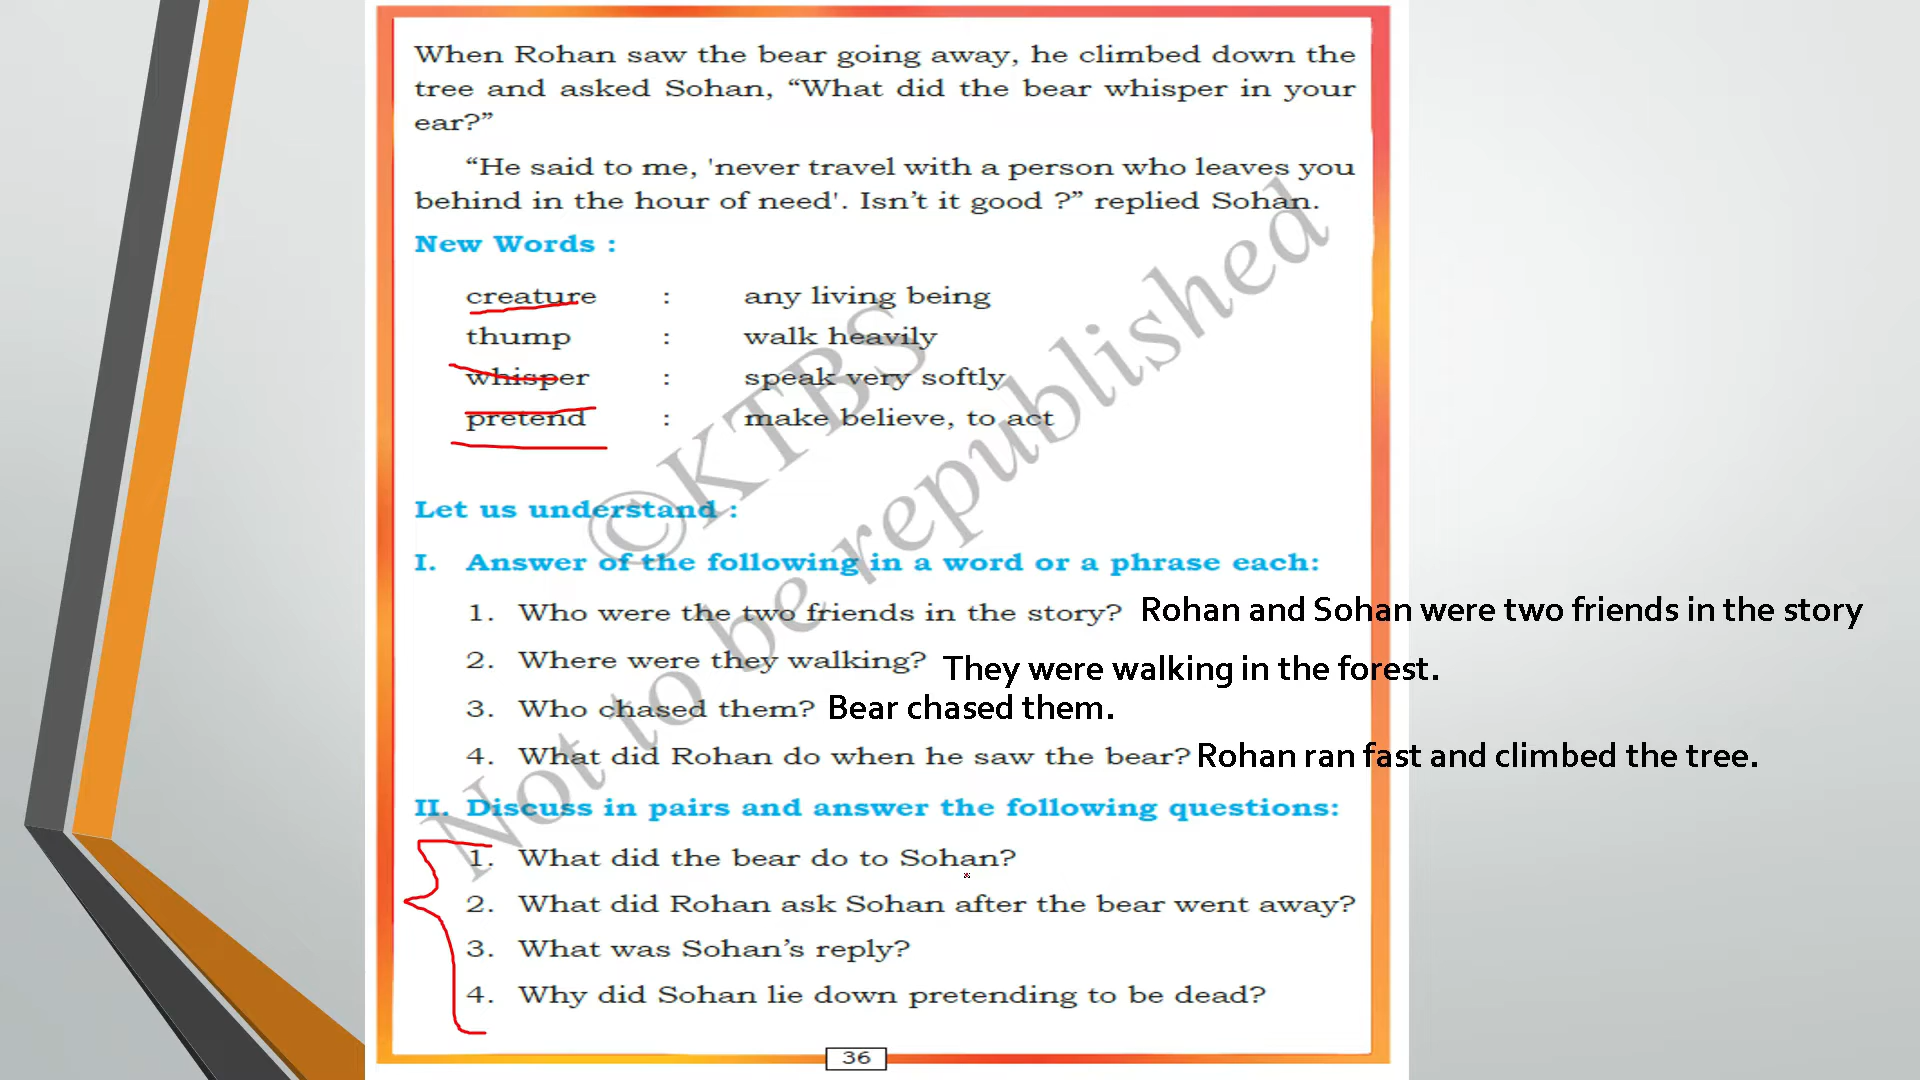 When Rohan saw the bear going away, he climbed down the
tree and asked Sohan, “What did the bear whisper in your
ear?”
“He said to me, 'never travel with a person who leaves you
behind in the hour of need'. Isn’t it good ?” replied Sohan.
New Words :
creature : any living being
thump : walk heavily
whisper : speak very softly
pretend : make believe, to act
Let us understand :
I. Answer of the following in a word or a phrase each:
1. Who were the two friends in the story? Rohan and Sohan were two friends in the story
2. Where were they walking? They were walking in the forest.
3. Who chased them? Bear chased them.
4. What did Rohan do when he saw the bear? Rohan ran fast and climbed the tree.
II. Discuss in pairs and answer the following questions:
1. What did the bear do to Sohan?
2. What did Rohan ask Sohan after the bear went away?
3. What was Sohan’s reply?
4. Why did Sohan lie down pretending to be dead?
36
©KTBS
Not to be republished